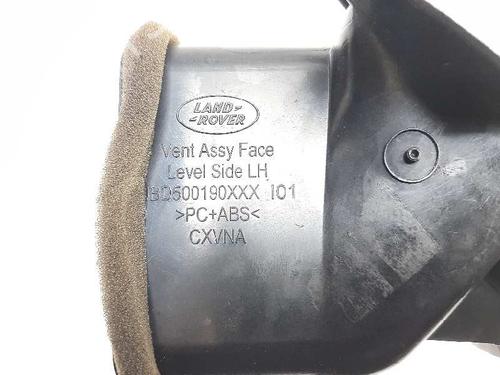 LAND-
ROVER
Vent Assy Face
Level Side LH
BD500190XXX I01
>PC+ABS<
CXVNA